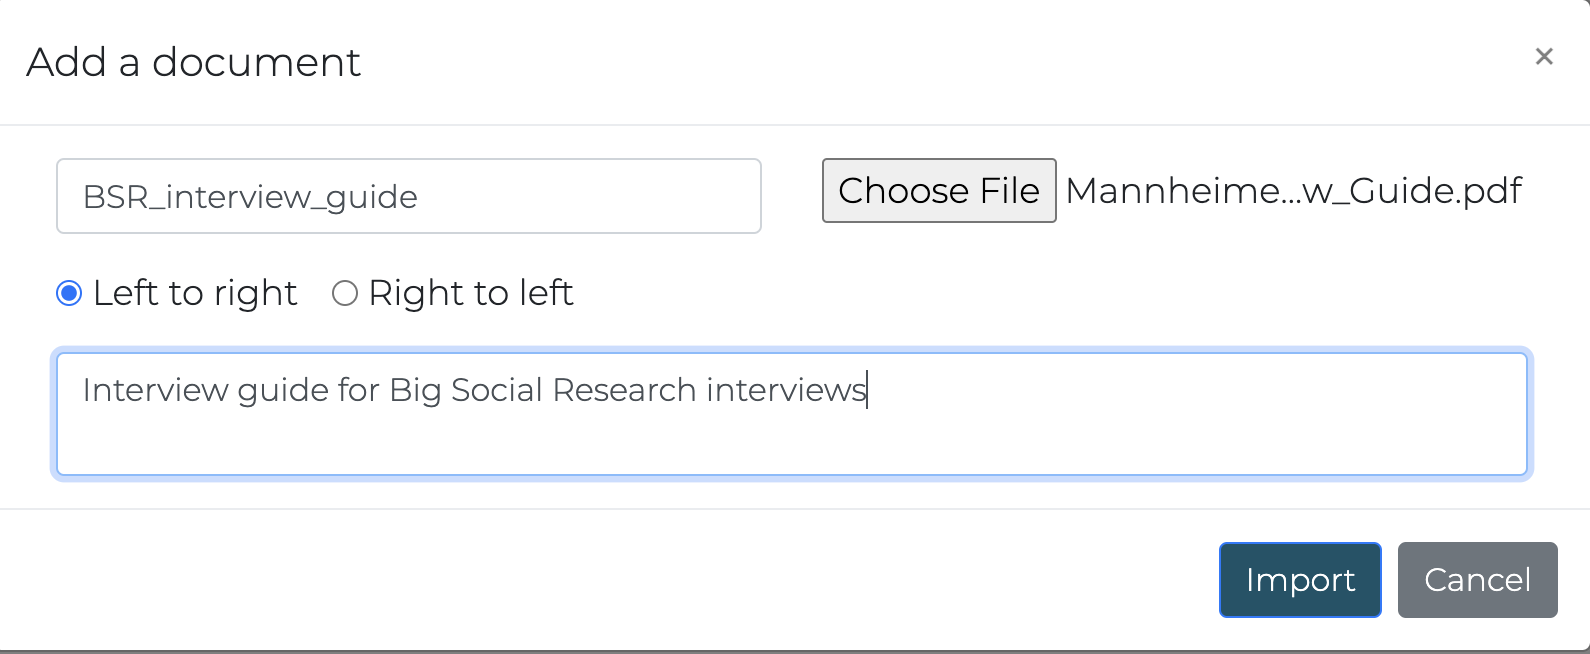 Add a document ×
BSR_interview_guide
Choose File Mannheime...w_Guide.pdf
Left to right Right to left
Interview guide for Big Social Research interviews
Import Cancel